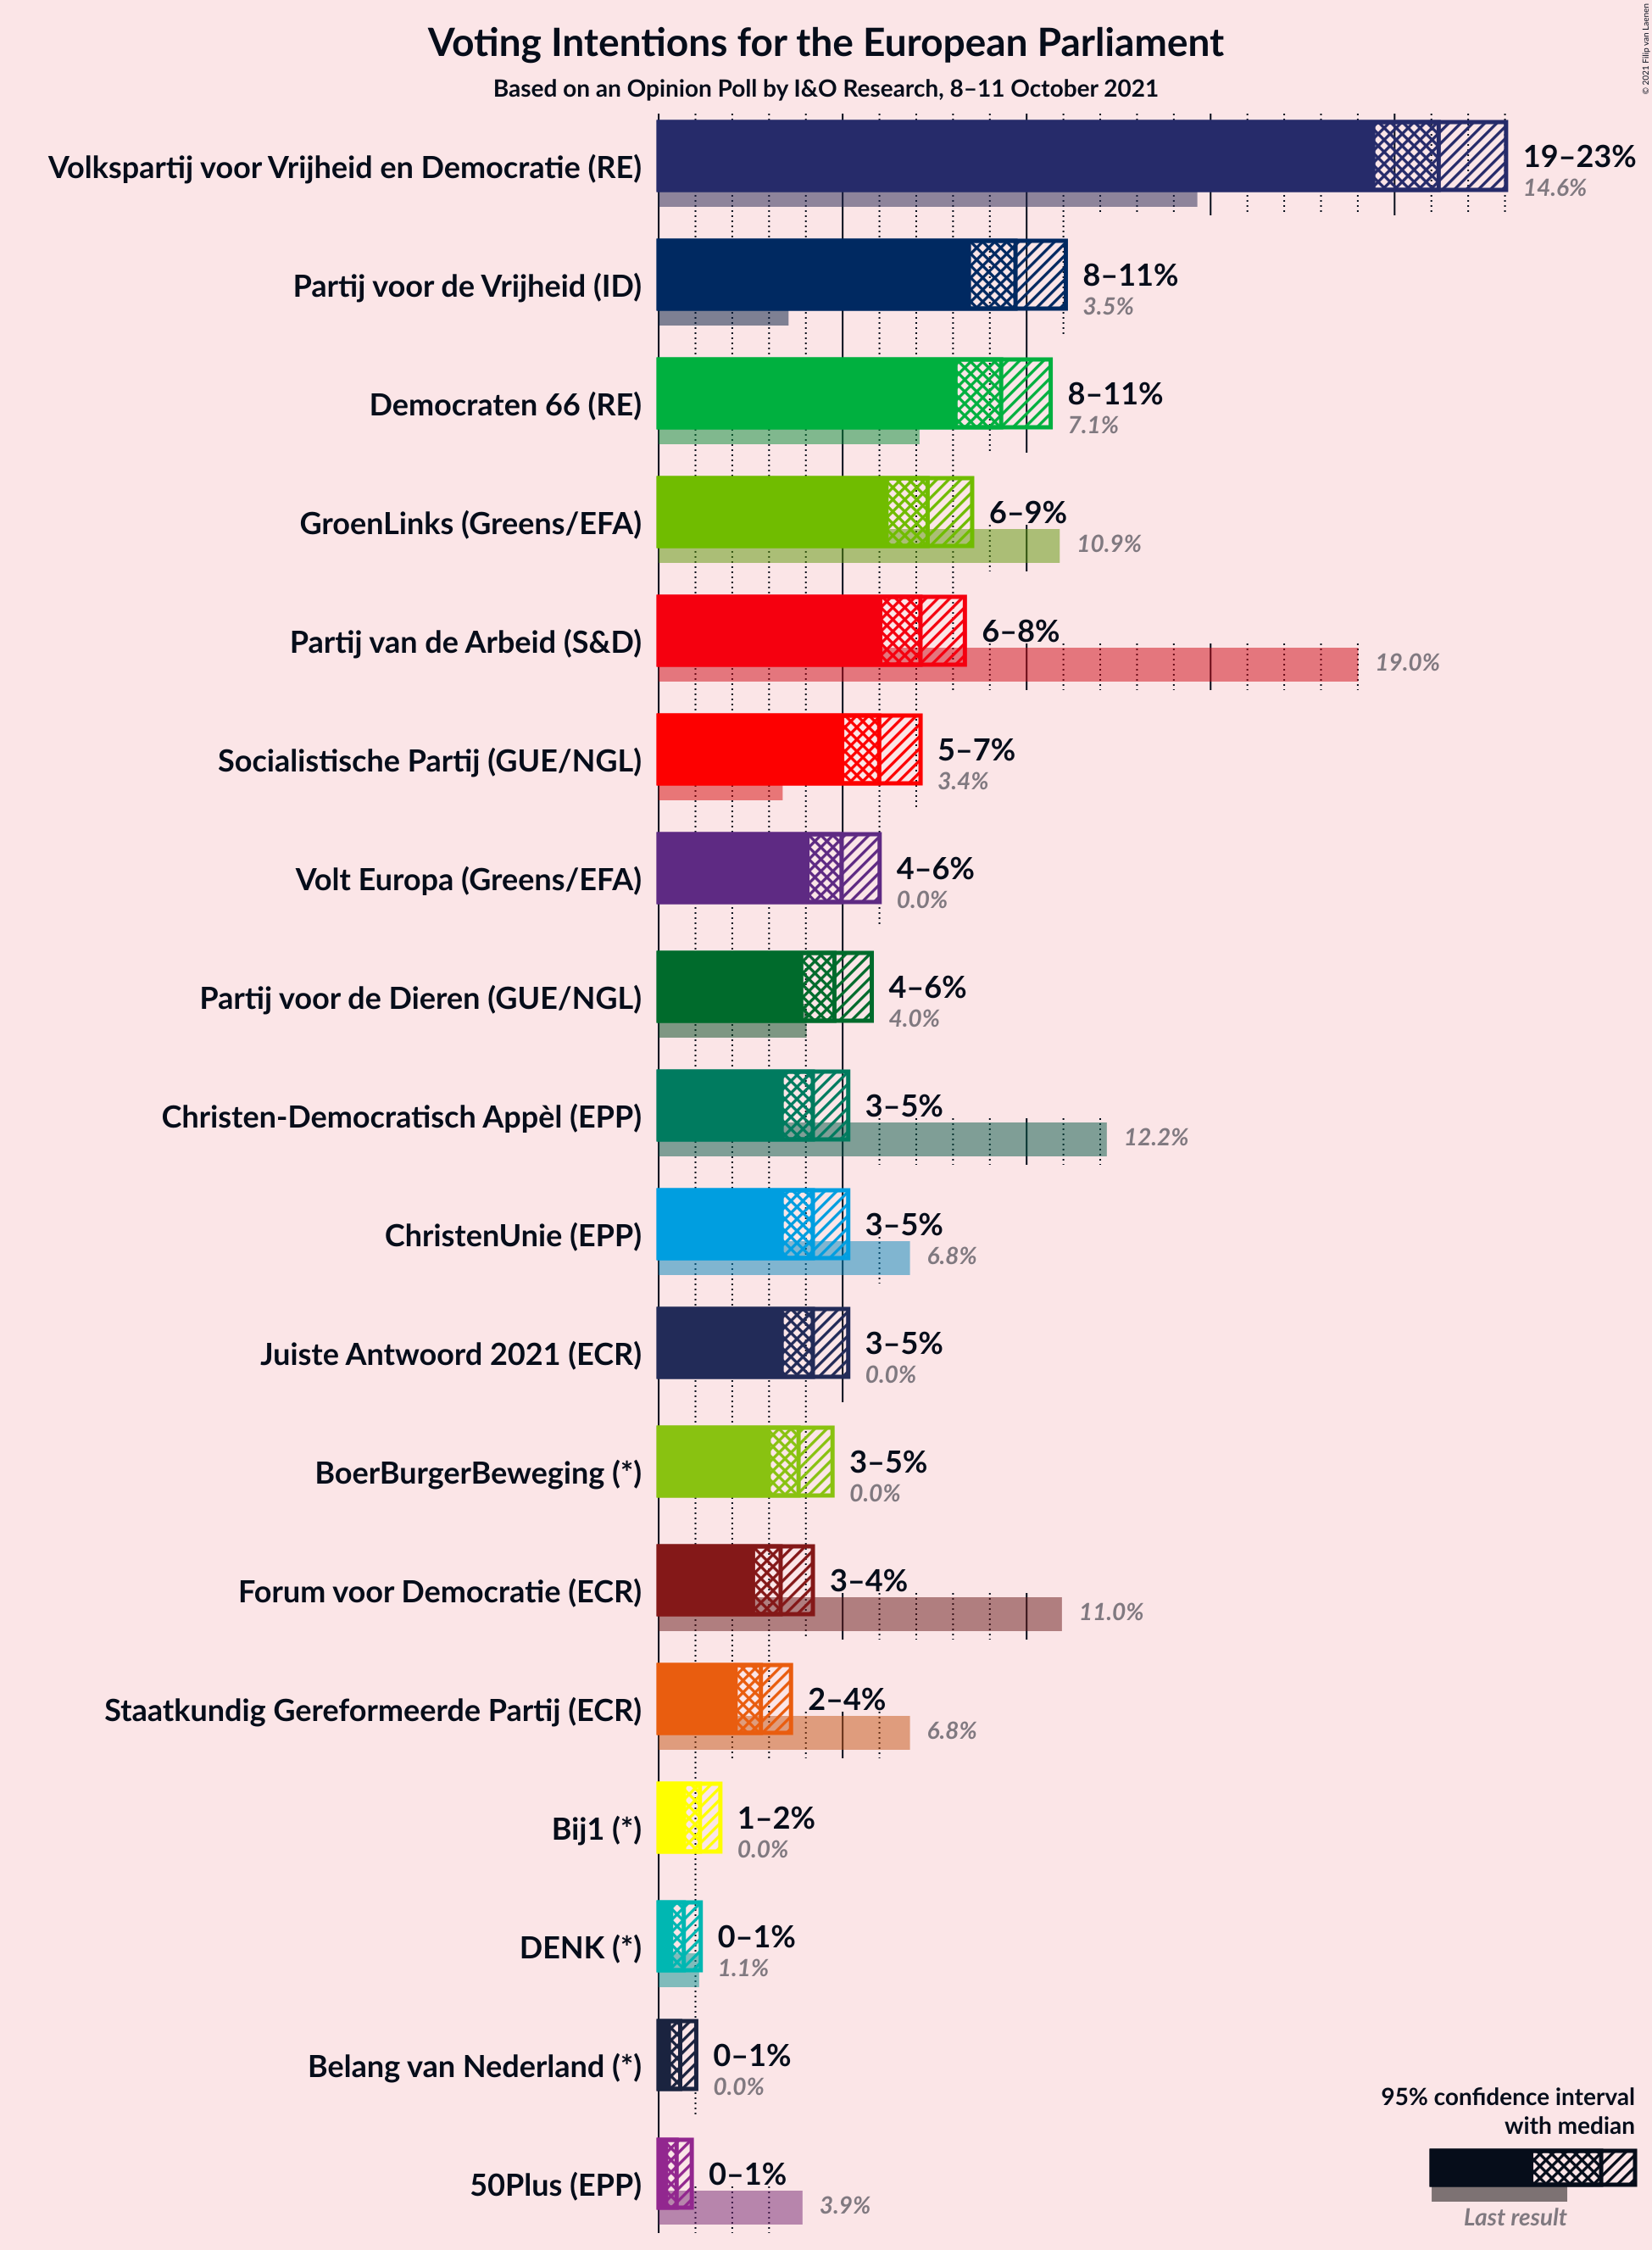 Voting Intentions for the European Parliament
Based on an Opinion Poll by I&O Research, 8–11 October 2021
© 2021 Filip van Laenen
Volkspartij voor Vrijheid en Democratie (RE)
19–23%
14.6%
Partij voor de Vrijheid (ID)
8–11%
3.5%
Democraten 66 (RE)
8–11%
7.1%
GroenLinks (Greens/EFA)
6–9%
10.9%
Partij van de Arbeid (S&D)
6–8%
19.0%
Socialistische Partij (GUE/NGL)
5–7%
3.4%
Volt Europa (Greens/EFA)
4–6%
0.0%
Partij voor de Dieren (GUE/NGL)
4–6%
4.0%
Christen-Democratisch Appèl (EPP)
3–5%
12.2%
ChristenUnie (EPP)
3–5%
6.8%
Juiste Antwoord 2021 (ECR)
3–5%
0.0%
BoerBurgerBeweging (*)
3–5%
0.0%
Forum voor Democratie (ECR)
3–4%
11.0%
Staatkundig Gereformeerde Partij (ECR)
2–4%
6.8%
Bij1 (*)
1–2%
0.0%
DENK (*)
0–1%
1.1%
Belang van Nederland (*)
0–1%
0.0%
50Plus (EPP)
0–1%
3.9%
95% confidence interval
with median
Last result